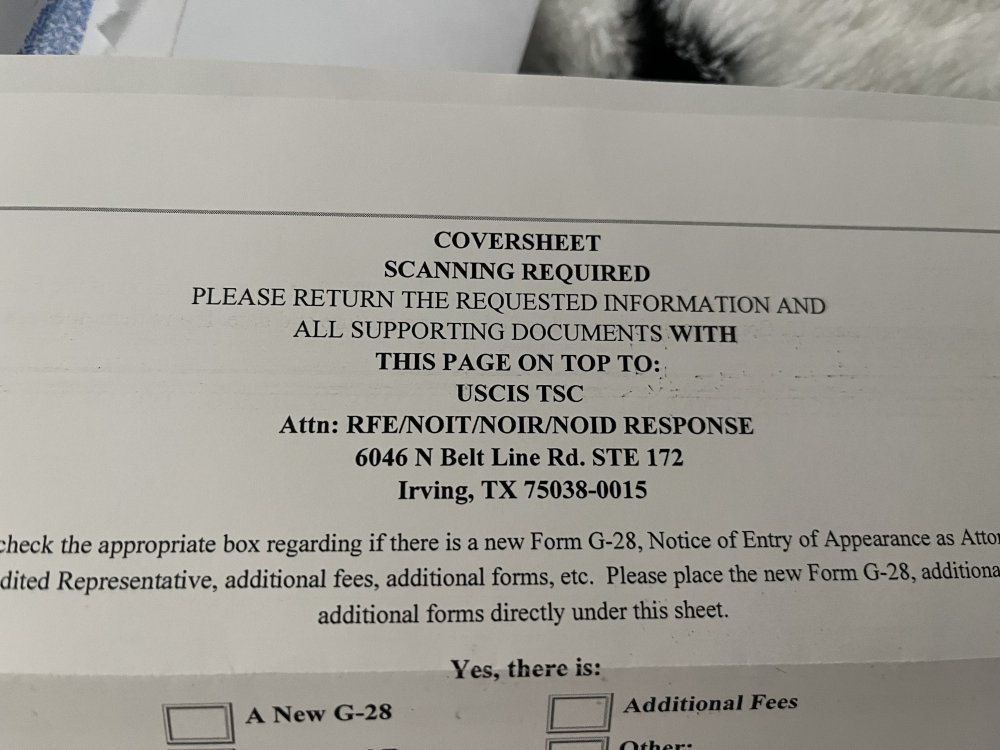 COVERSHEET
SCANNING REQUIRED
PLEASE RETURN THE REQUESTED INFORMATION AND
ALL SUPPORTING DOCUMENTS WITH
THIS PAGE ON TOP TO:
USCIS TSC
Attn: RFE/NOIT/NOIR/NOID RESPONSE
6046 N Belt Line Rd. STE 172
Irving, TX 75038-0015
check the appropriate box regarding if there is a new Form G-28, Notice of Entry of Appearance as Attor
dited Representative, additional fees, additional forms, etc. Please place the new Form G-28, additiona
additional forms directly under this sheet.
Yes, there is:
A New G-28
Additional Fees
Other: